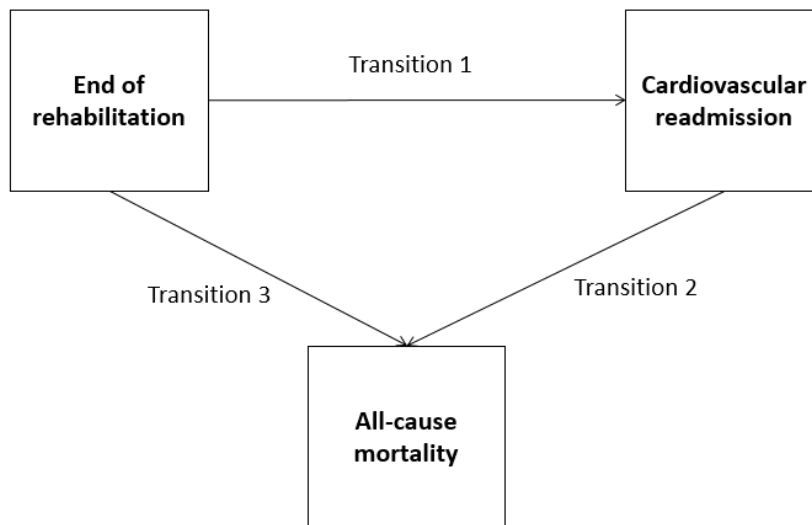 Transition 1
End of
rehabilitation
Cardiovascular
readmission
Transition 3
Transition 2
All-cause
mortality